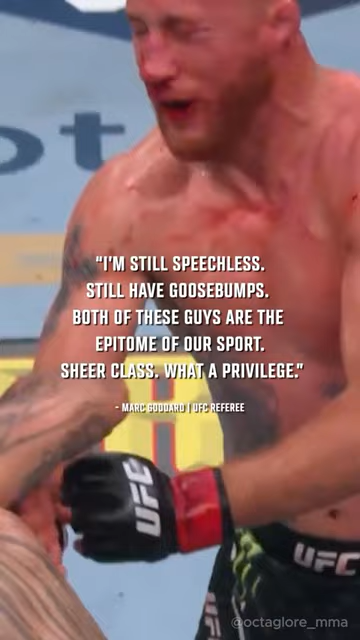 ot
"I'M STILL SPEECHLESS.
STILL HAVE GOOSEBUMPS.
BOTH OF THESE GUYS ARE THE
EPITOME OF OUR SPORT.
SHEER CLASS. WHAT A PRIVILEGE."
- MARC GODDARD | UFC REFEREE
UFC
UFC
@octaglore_mma